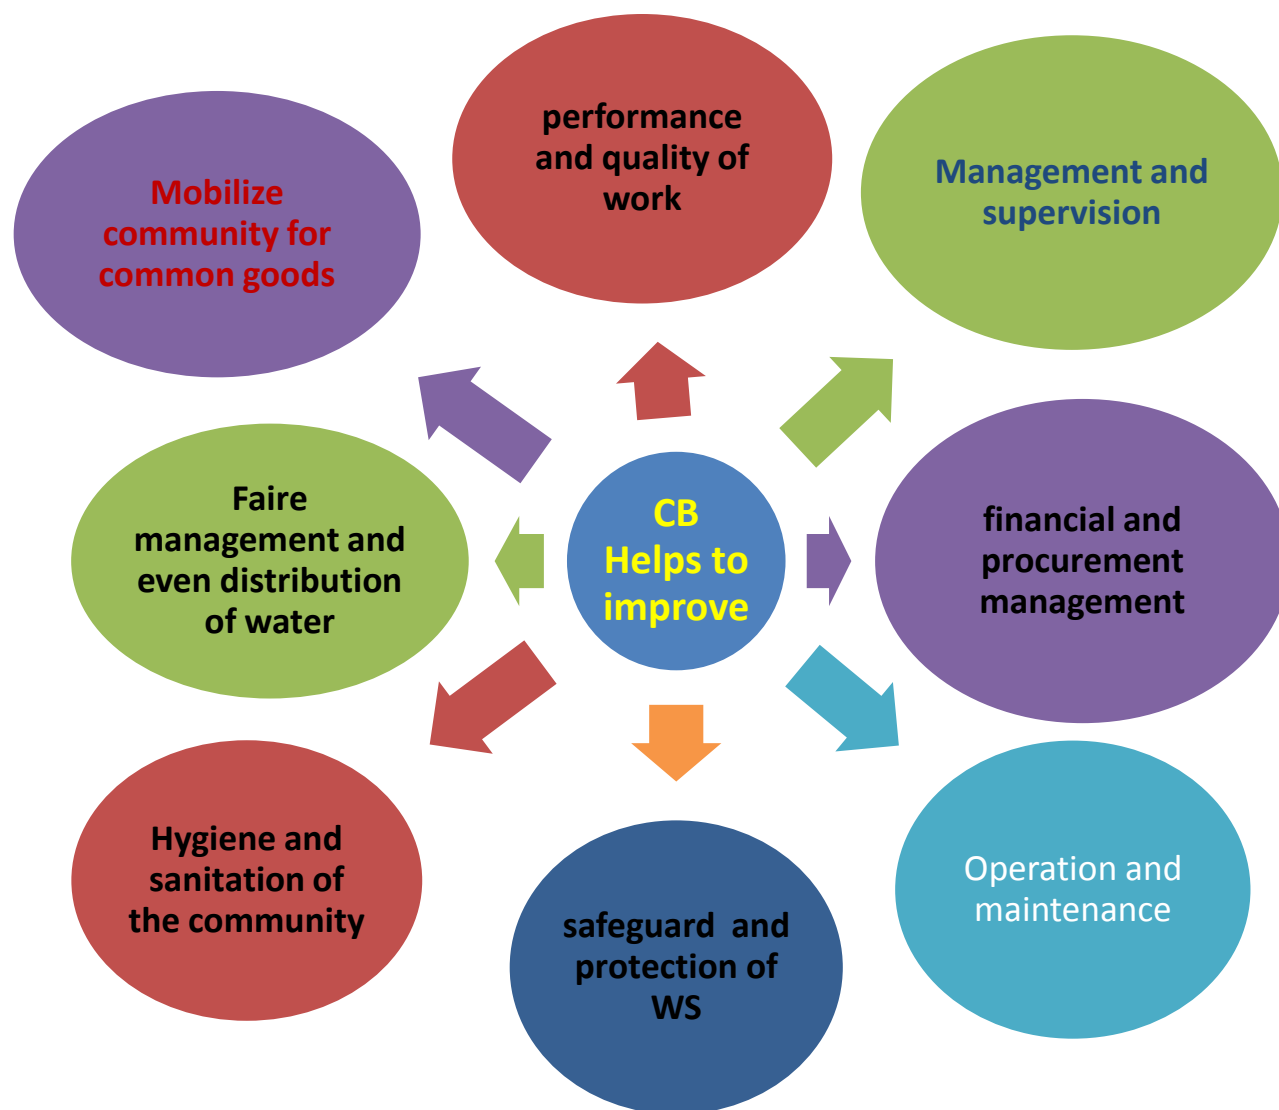 performance
and quality of
work
Management and
supervision
Mobilize
community for
common goods
CB
Helps to
improve
financial and
procurement
management
Faire
management and
even distribution
of water
Operation and
maintenance
Hygiene and
sanitation of
the community
safeguard  and
protection of
WS